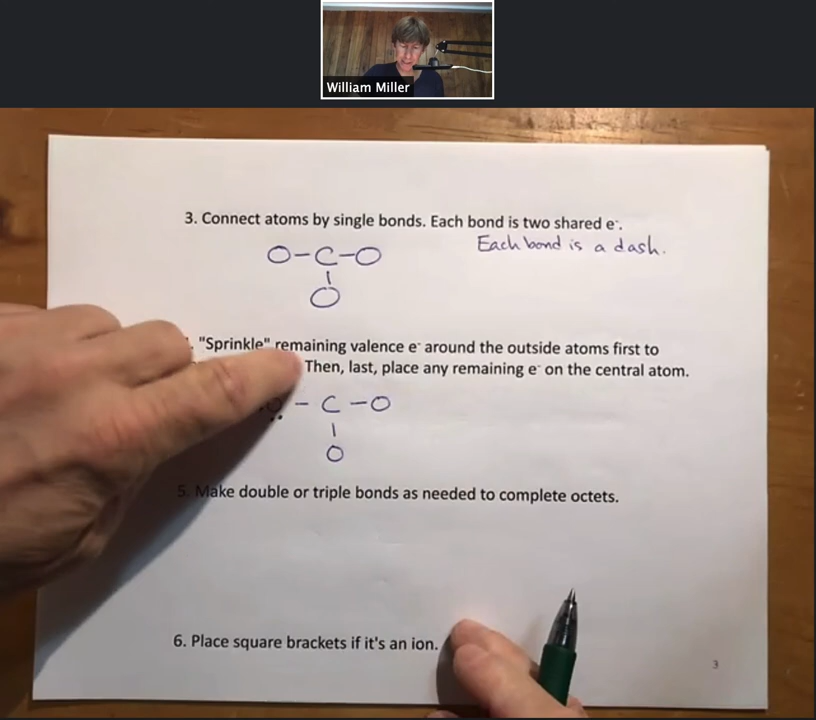 William Miller
3. Connect atoms by single bonds. Each bond is two shared e⁻.
Each bond is a dash.
O-C-O
|
O
. "Sprinkle" remaining valence e⁻ around the outside atoms first to
Then, last, place any remaining e⁻ on the central atom.
- C - O
|
O
5. Make double or triple bonds as needed to complete octets.
6. Place square brackets if it's an ion.
3